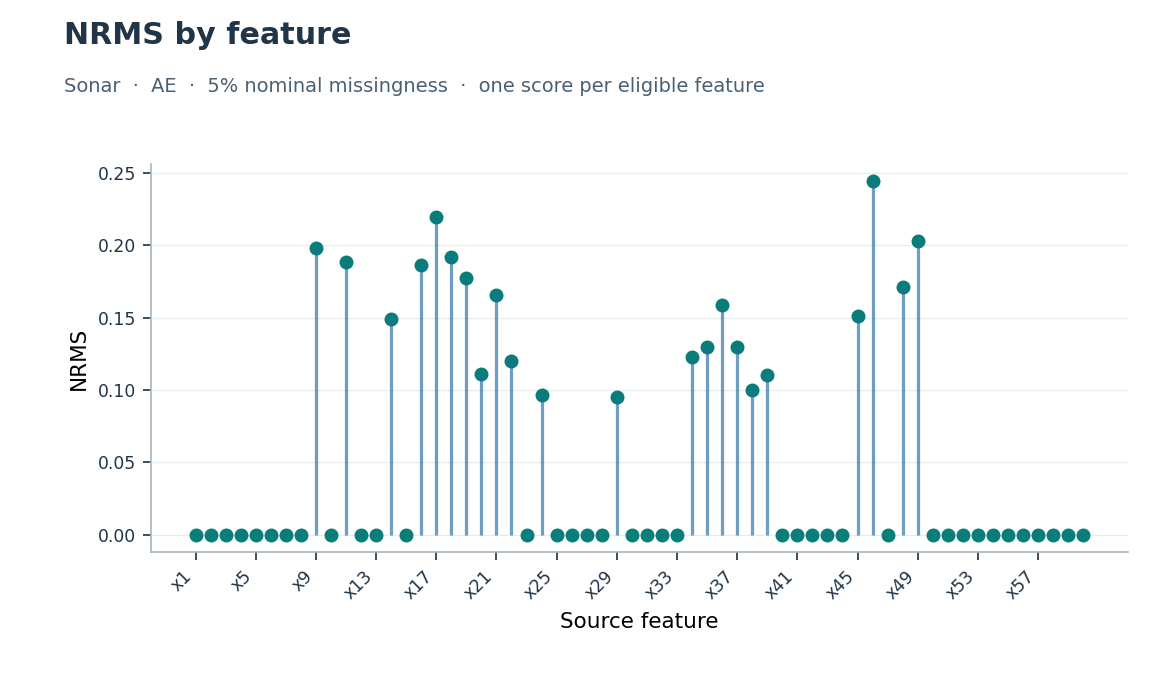 NRMS by feature
Sonar · AE · 5% nominal missingness · one score per eligible feature
0.25
0.20
0.15
0.10
0.05
0.00
NRMS
x1 x5 x9 x13 x17 x21 x25 x29 x33 x37 x41 x45 x49 x53 x57
Source feature